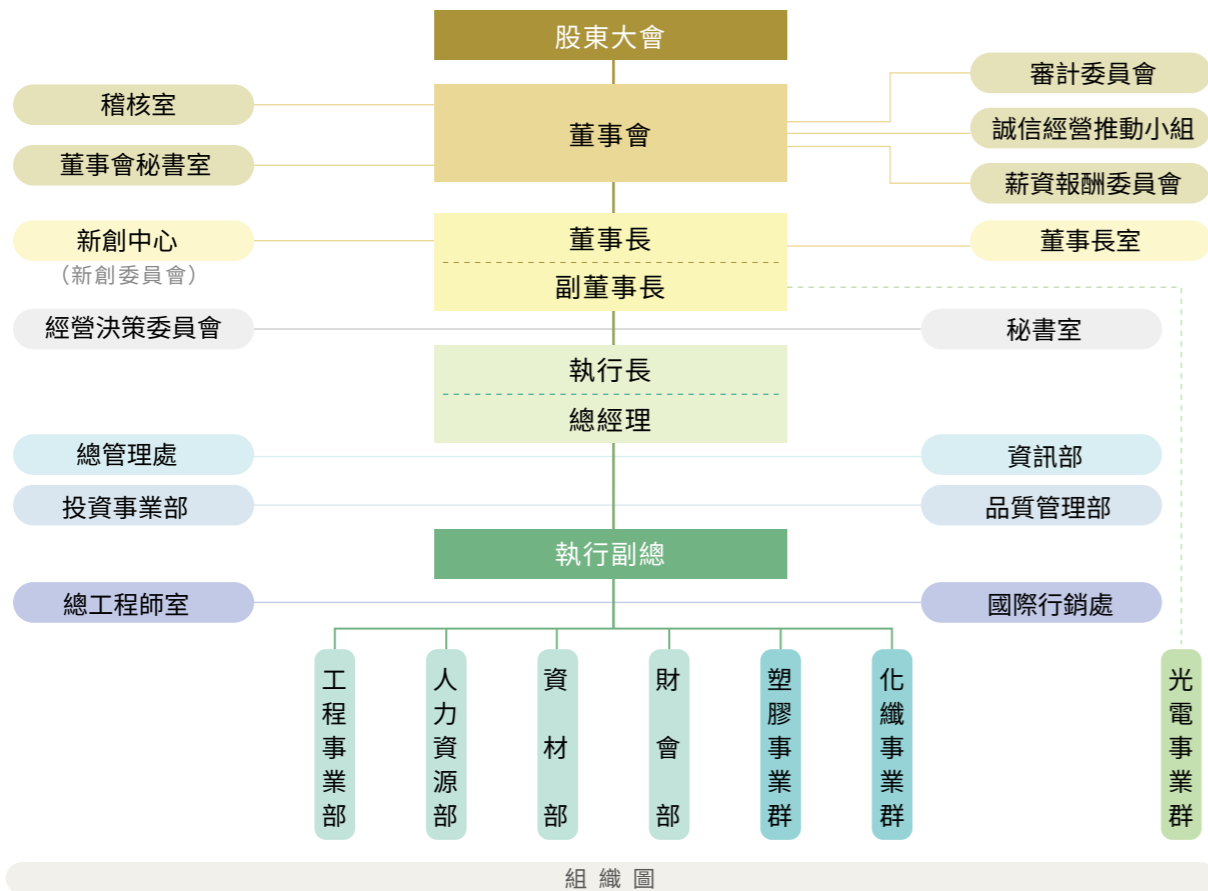 股東大會
稽核室
董事會
審計委員會
誠信經營推動小組
董事會秘書室
薪資報酬委員會
新創中心
(新創委員會)
董事長
董事長室
副董事長
經營決策委員會
秘書室
執行長
總經理
總管理處
資訊部
投資事業部
品質管理部
執行副總
總工程師室
國際行銷處
工程事業部
人力資源部
資材部
財會部
塑膠事業群
化纖事業群
光電事業群
組織圖